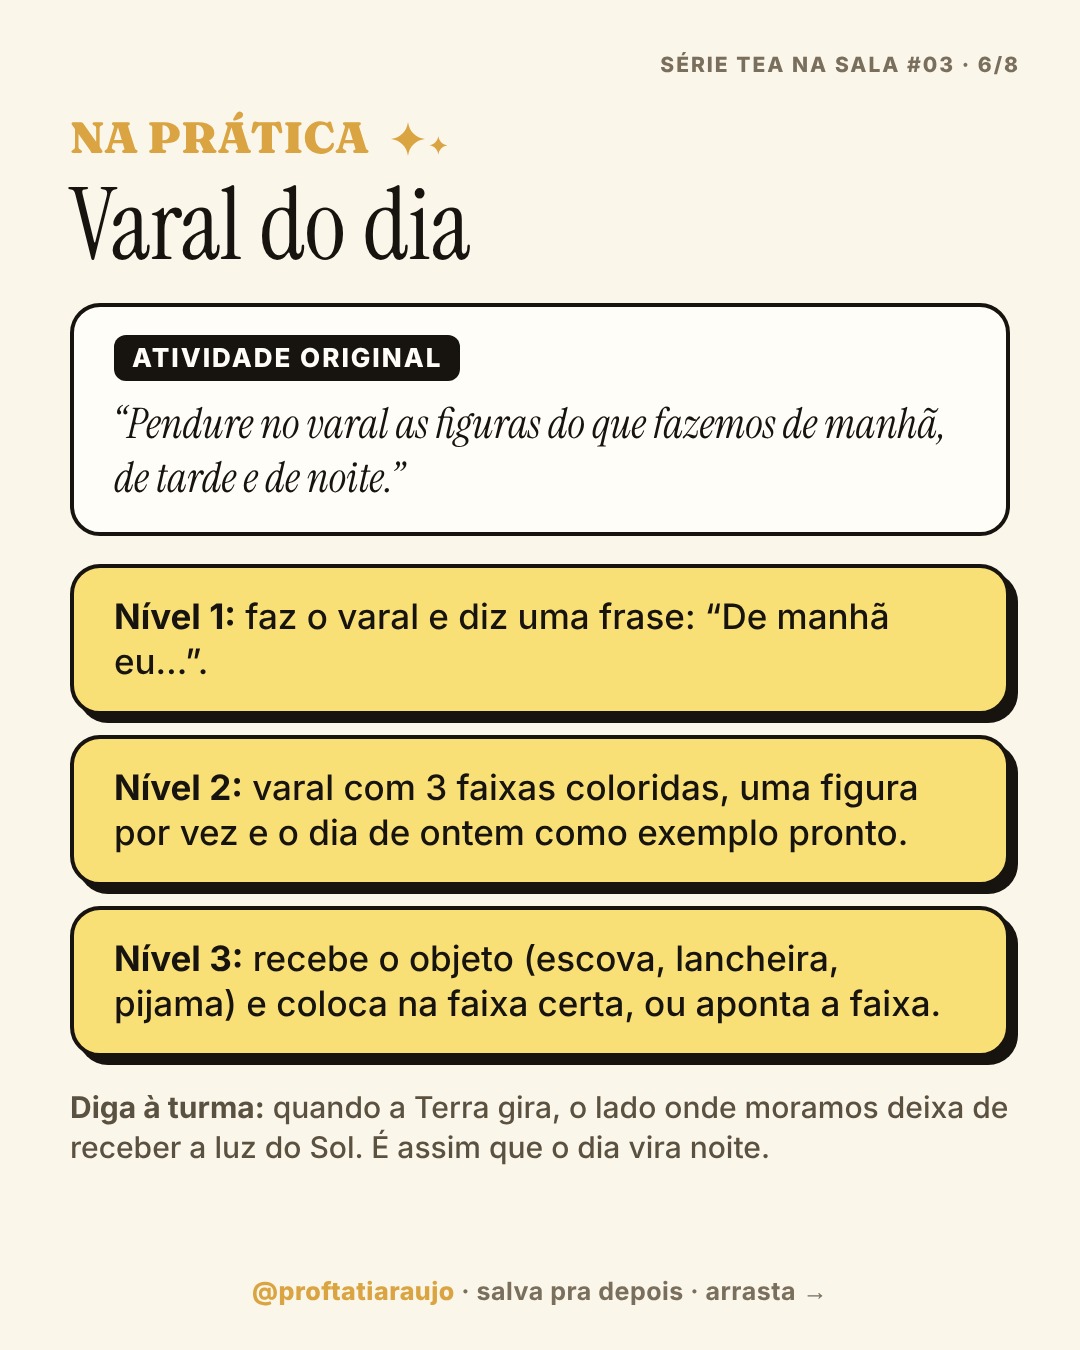 SÉRIE TEA NA SALA #03 · 6/8
NA PRÁTICA
Varal do dia
ATIVIDADE ORIGINAL
“Pendure no varal as figuras do que fazemos de manhã,
de tarde e de noite.”
Nível 1: faz o varal e diz uma frase: “De manhã
eu...”.
Nível 2: varal com 3 faixas coloridas, uma figura
por vez e o dia de ontem como exemplo pronto.
Nível 3: recebe o objeto (escova, lancheira,
pijama) e coloca na faixa certa, ou aponta a faixa.
Diga à turma: quando a Terra gira, o lado onde moramos deixa de
receber a luz do Sol. É assim que o dia vira noite.
@proftatiaraujo · salva pra depois · arrasta →